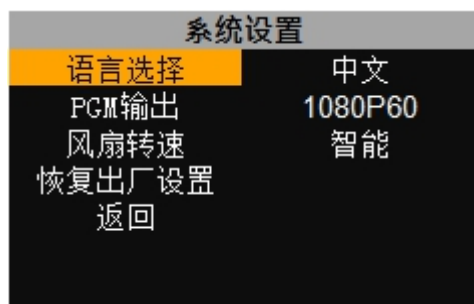 系统设置
语言选择 中文
PGM输出 1080P60
风扇转速 智能
恢复出厂设置
返回